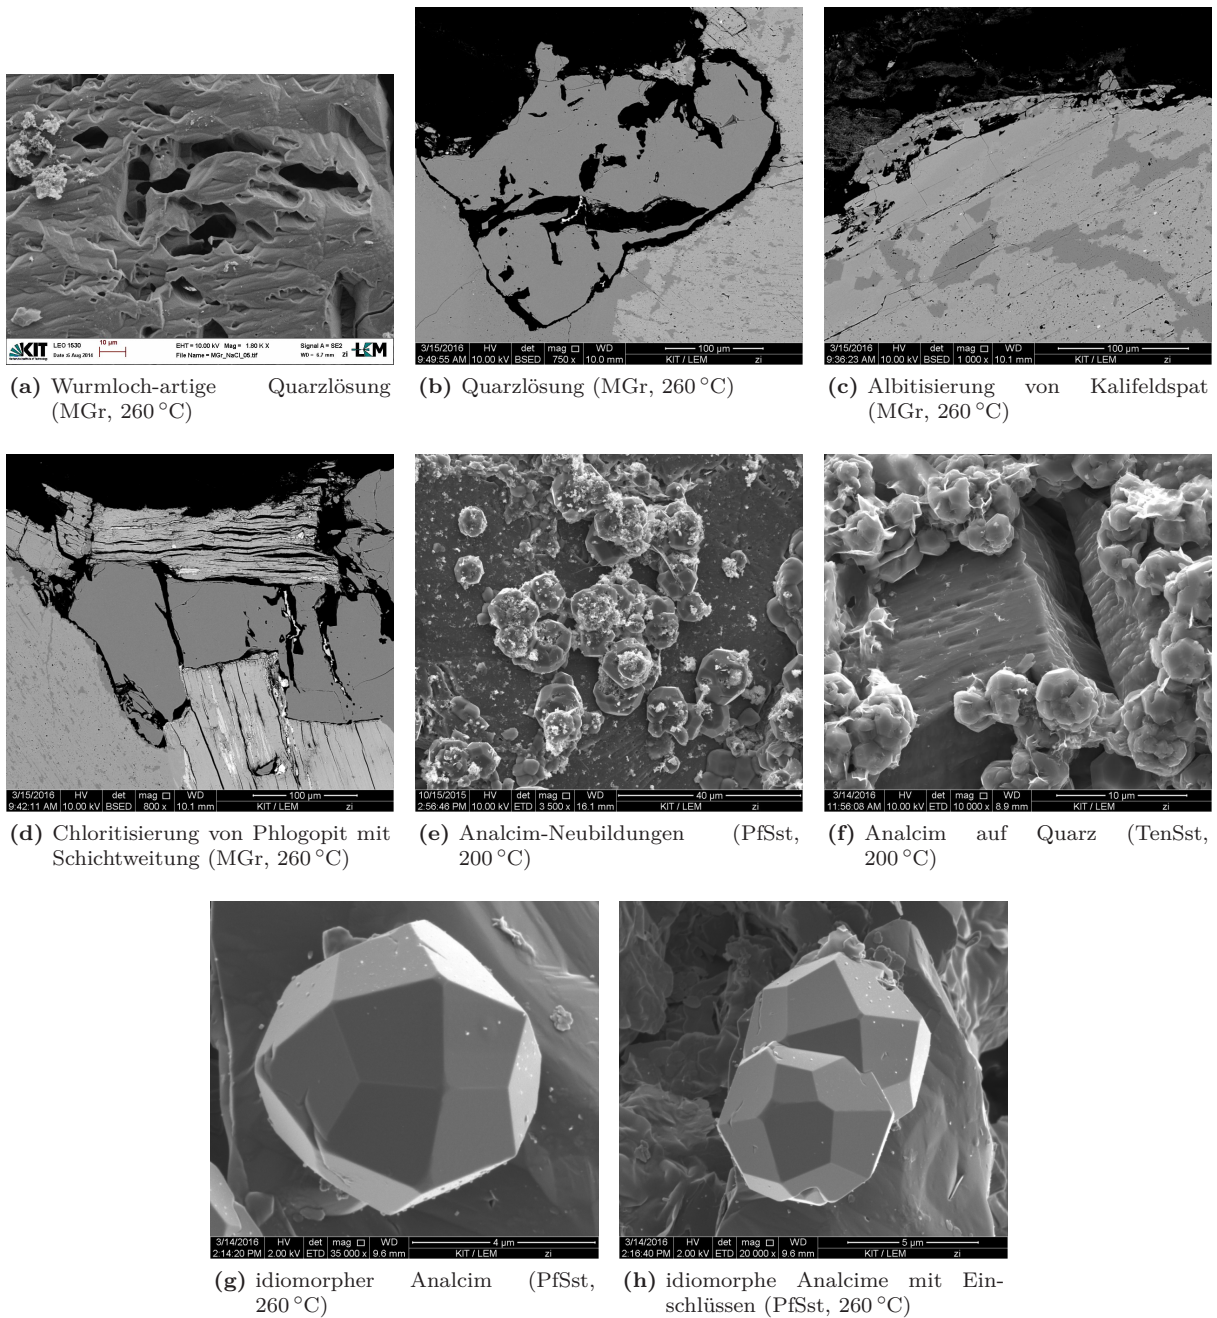 KIT
LEO 1530
10 µm
EHT = 10.00 kV Mag = 1.80 K X
Signal A = SE2
File Name = MGr_NaCl_05.tif
WD = 6.7 mm zi
LEM
(a) Wurmloch-artige Quarzlösung
(MGr, 260 °C)
3/15/2016 HV det mag WD 100 µm
9:49:55 AM 10.00 kV BSED 750 x 10.0 mm KIT / LEM zi
(b) Quarzlösung (MGr, 260 °C)
3/15/2016 HV det mag WD 100 µm
9:36:23 AM 10.00 kV BSED 1 000 x 10.1 mm KIT / LEM zi
(c) Albitisierung von Kalifeldspat
(MGr, 260 °C)
3/15/2016 HV det mag WD 100 µm
9:42:11 AM 10.00 kV BSED 800 x 10.1 mm KIT / LEM zi
(d) Chloritisierung von Phlogopit mit
Schichtweitung (MGr, 260 °C)
10/15/2015 HV det mag WD 40 µm
2:56:46 PM 10.00 kV ETD 3 500 x 16.1 mm KIT / LEM zi
(e) Analcim-Neubildungen (PfSst,
200 °C)
3/14/2016 HV det mag WD 10 µm
11:56:08 AM 10.00 kV ETD 10 000 x 8.9 mm KIT / LEM zi
(f) Analcim auf Quarz (TenSst,
200 °C)
3/14/2016 HV det mag WD 4 µm
2:14:20 PM 2.00 kV ETD 35 000 x 9.6 mm KIT / LEM zi
(g) idiomorpher Analcim (PfSst,
260 °C)
3/14/2016 HV det mag WD 5 µm
2:16:40 PM 2.00 kV ETD 20 000 x 9.6 mm KIT / LEM zi
(h) idiomorphe Analcime mit Ein-
schlüssen (PfSst, 260 °C)